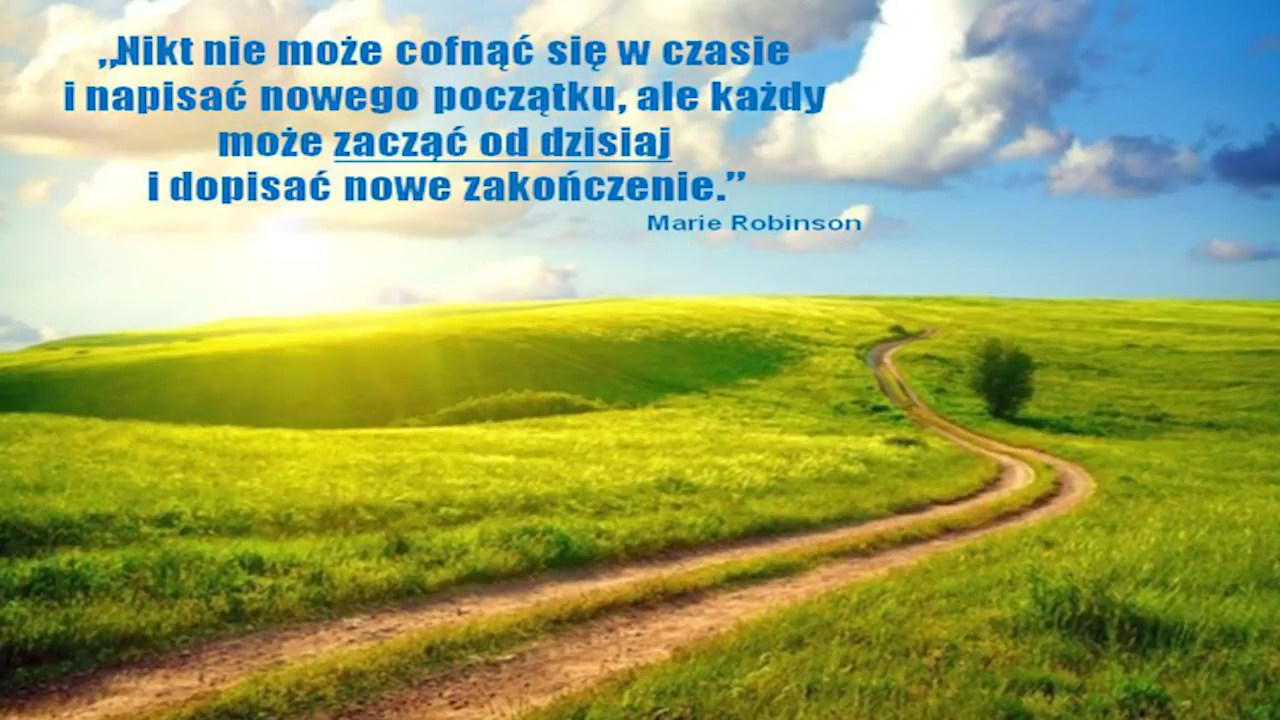 „Nikt nie może cofnąć się w czasie
i napisać nowego początku, ale każdy
może zacząć od dzisiaj
i dopisać nowe zakończenie.”
Marie Robinson